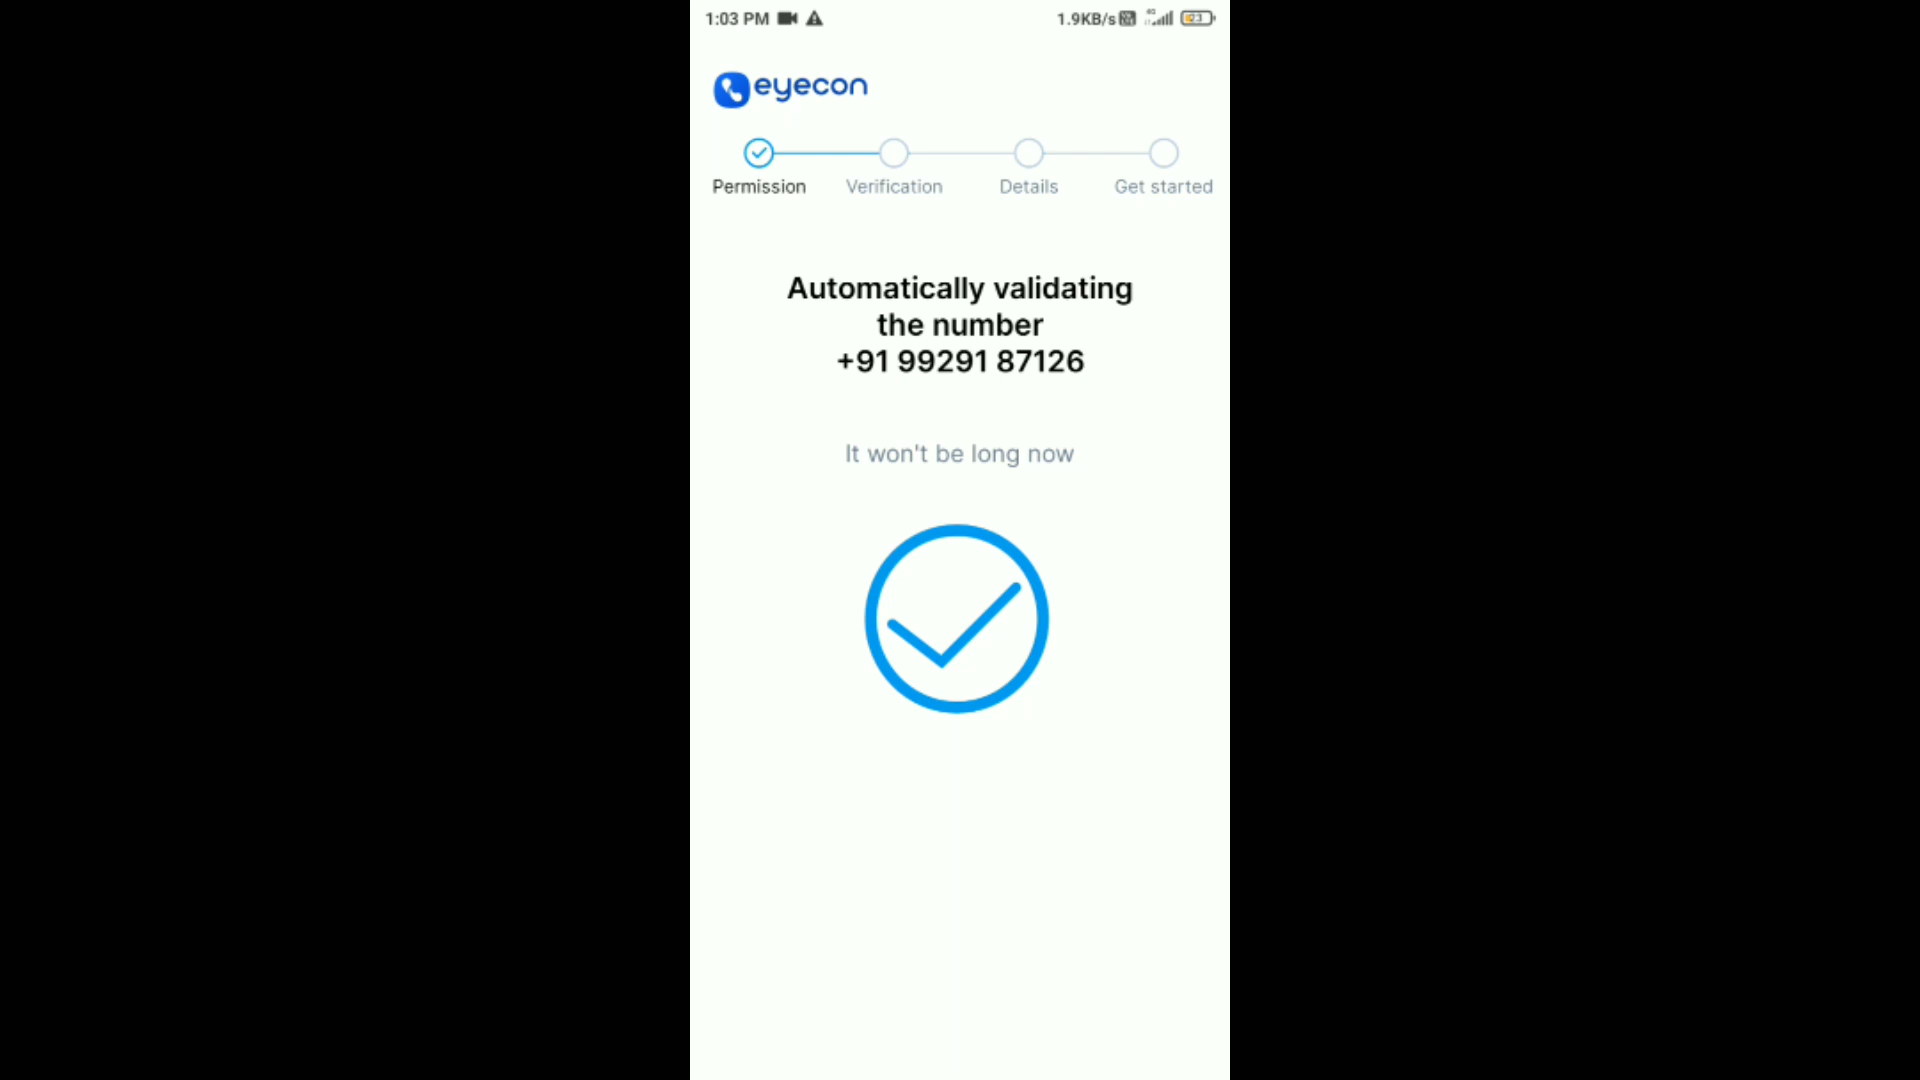 1:03 PM
1.9KB/s
23
eyecon
Permission
Verification
Details
Get started
Automatically validating
the number
+91 99291 87126
It won't be long now